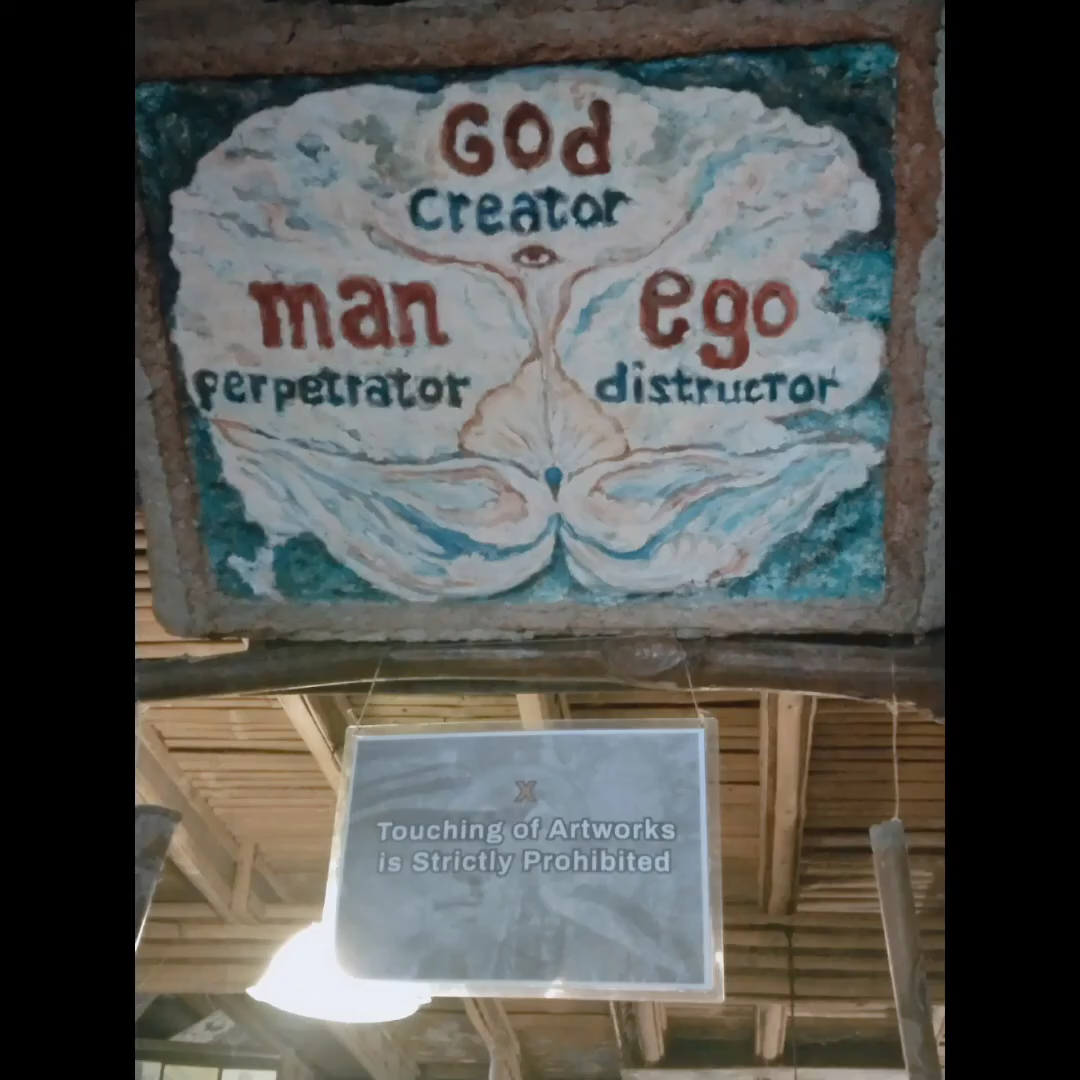 God
creator
man
perpetrator
ego
distructor
X
Touching of Artworks
is Strictly Prohibited